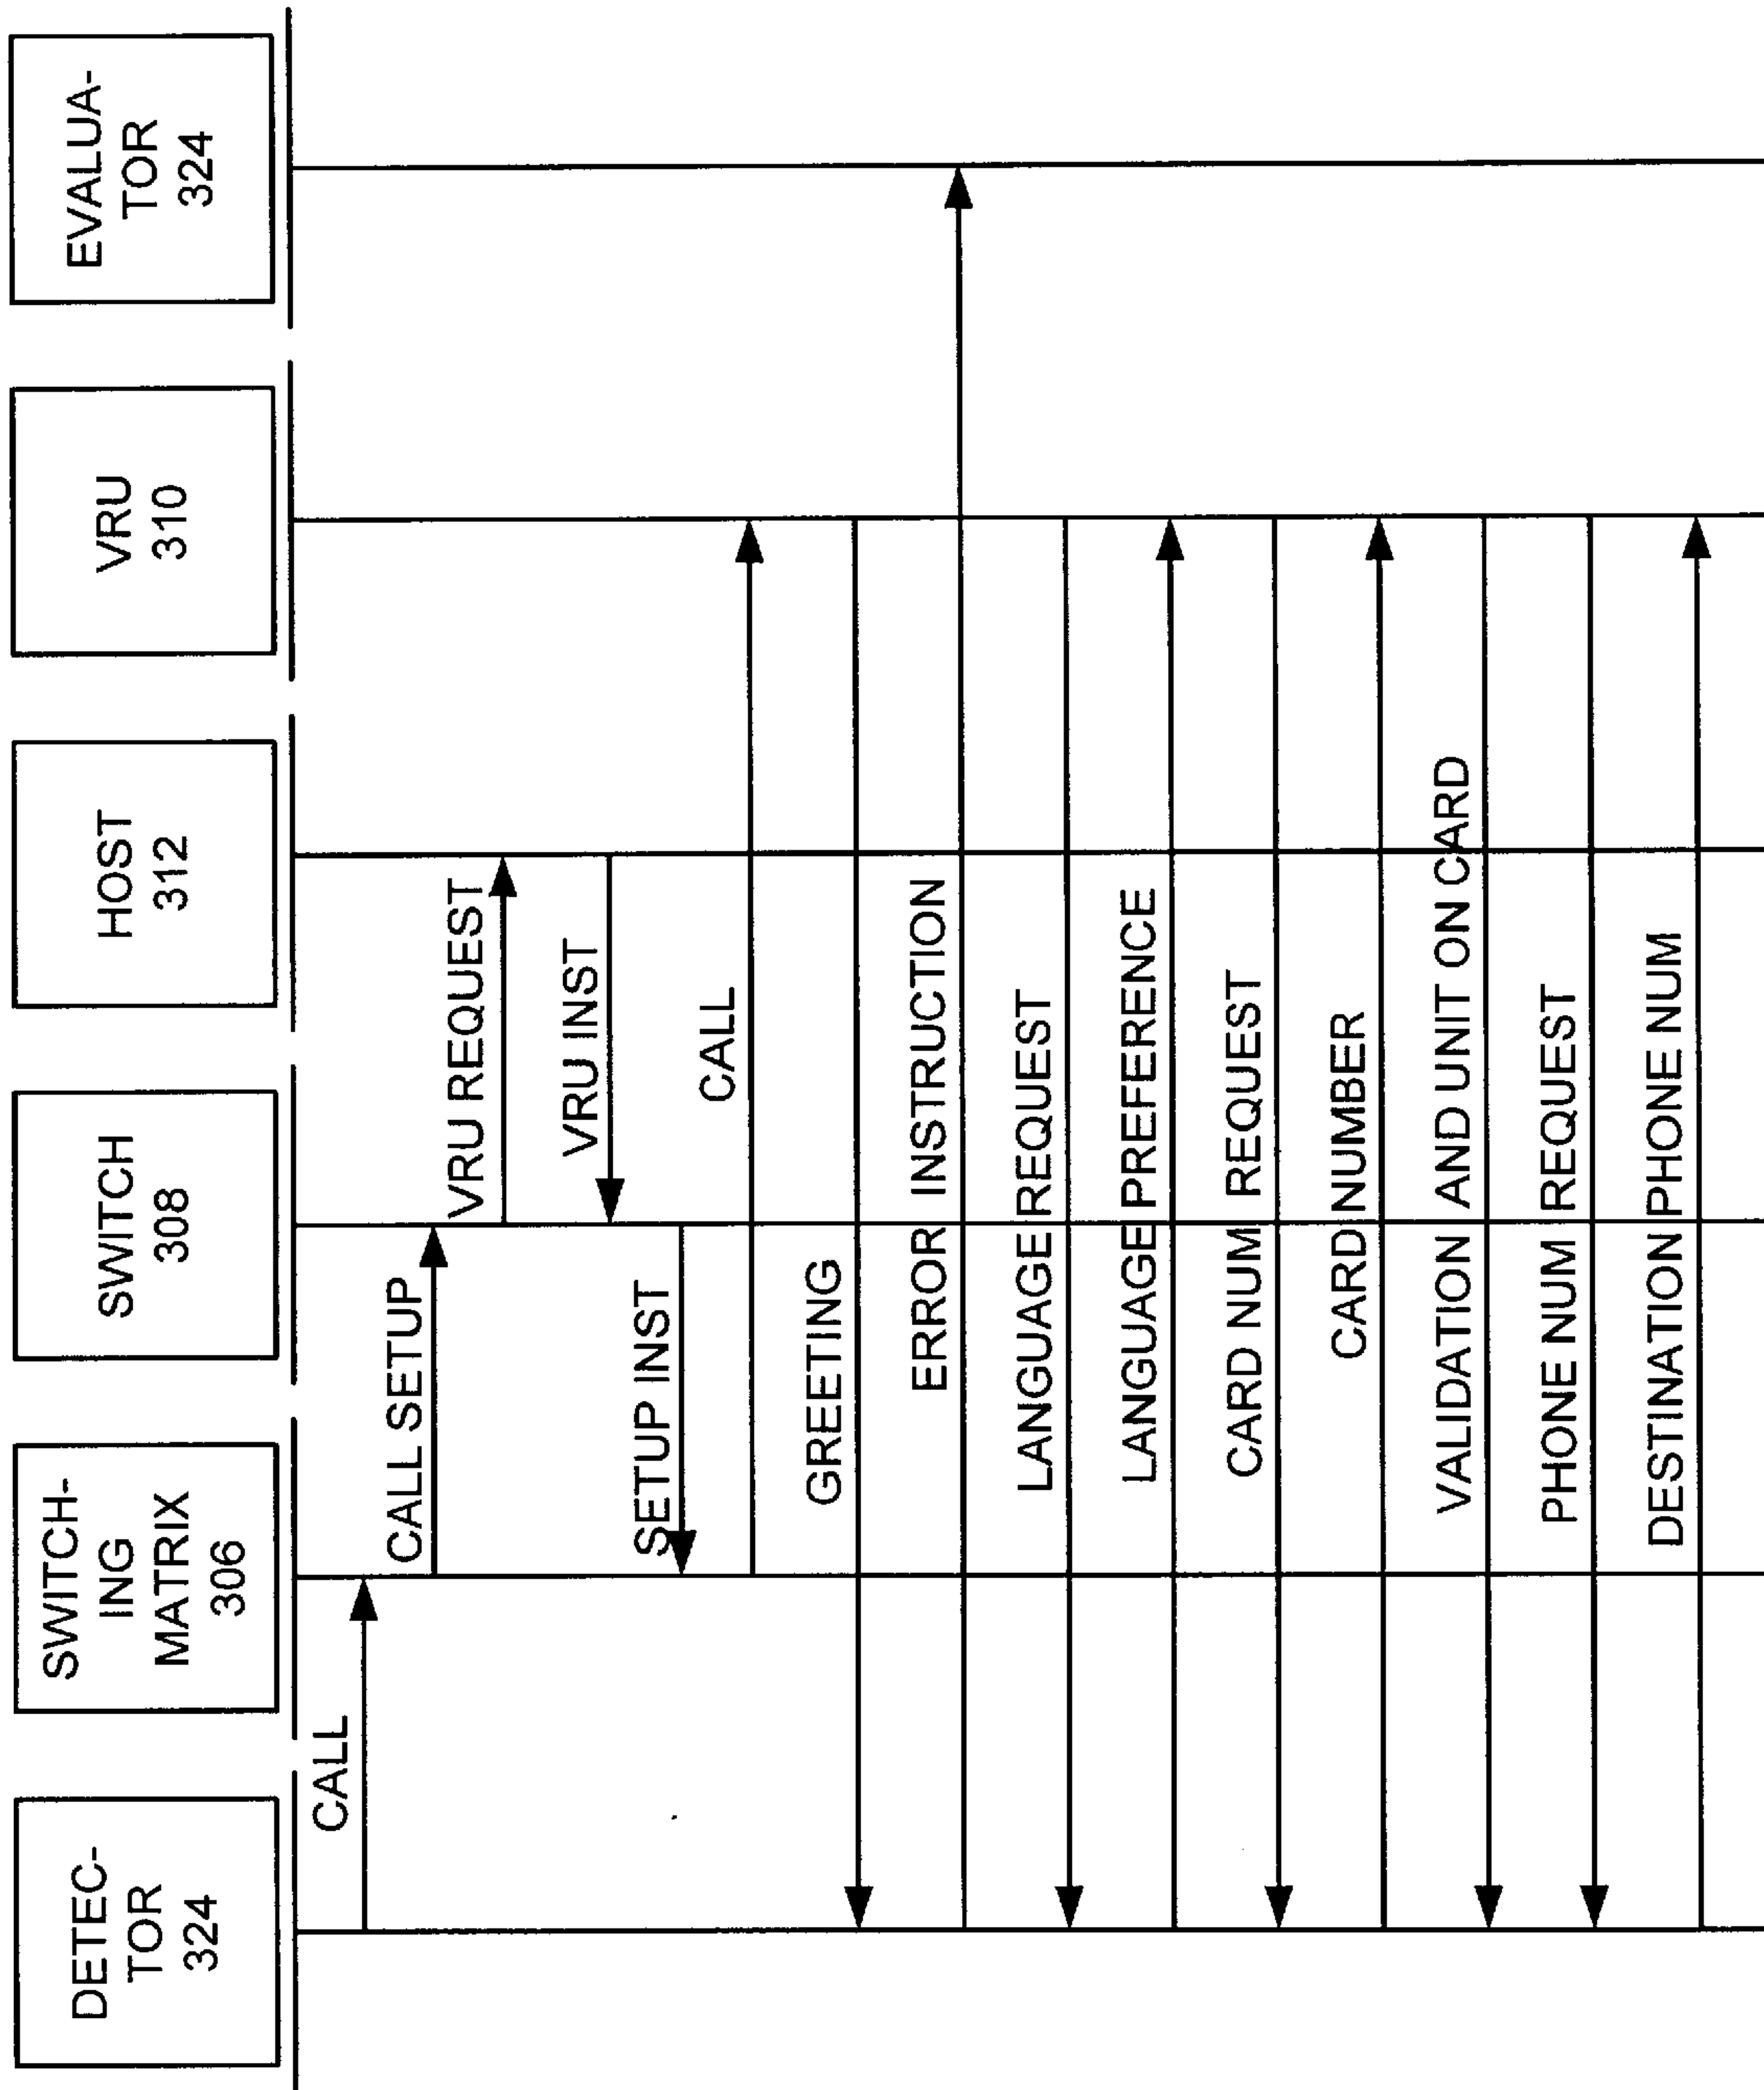 DETEC-
TOR
324
SWITCH-
ING
MATRIX
306
SWITCH
308
HOST
312
VRU
310
EVALUA-
TOR
324
CALL
CALL SETUP
VRU REQUEST
VRU INST
SETUP INST
CALL
GREETING
ERROR INSTRUCTION
LANGUAGE REQUEST
LANGUAGE PREFERENCE
CARD NUM REQUEST
CARD NUMBER
VALIDATION AND UNIT ON CARD
PHONE NUM REQUEST
DESTINATION PHONE NUM